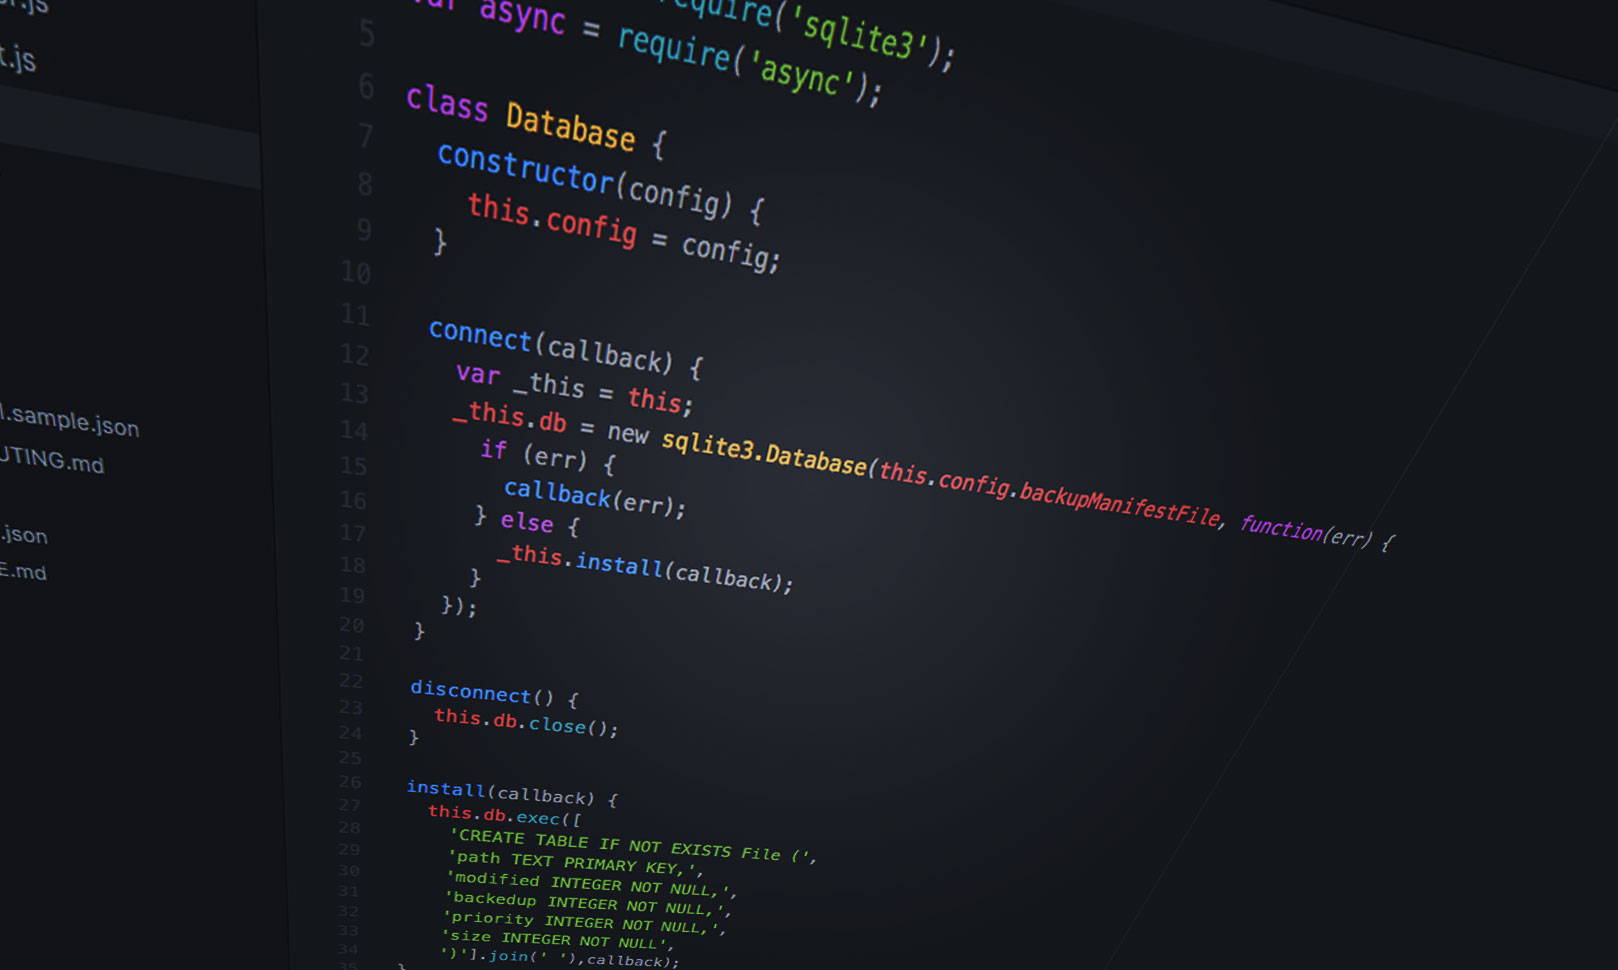 t.js
.sample.json
UTING.md
.json
E.md
require('sqlite3');
5 var async = require('async');
6
7 class Database {
8 constructor(config) {
9 this.config = config;
10 }
11
12 connect(callback) {
13 var _this = this;
14 _this.db = new sqlite3.Database(this.config.backupManifestFile, function(err) {
15 if (err) {
16 callback(err);
17 } else {
18 _this.install(callback);
19 }
20 });
21 }
22
23 disconnect() {
24 this.db.close();
25 }
26
27 install(callback) {
28 this.db.exec([
29 'CREATE TABLE IF NOT EXISTS File (',
30 'path TEXT PRIMARY KEY,',
31 'modified INTEGER NOT NULL,',
32 'backedup INTEGER NOT NULL,',
33 'priority INTEGER NOT NULL,',
34 'size INTEGER NOT NULL',
35 ')'].join(' '),callback);
}